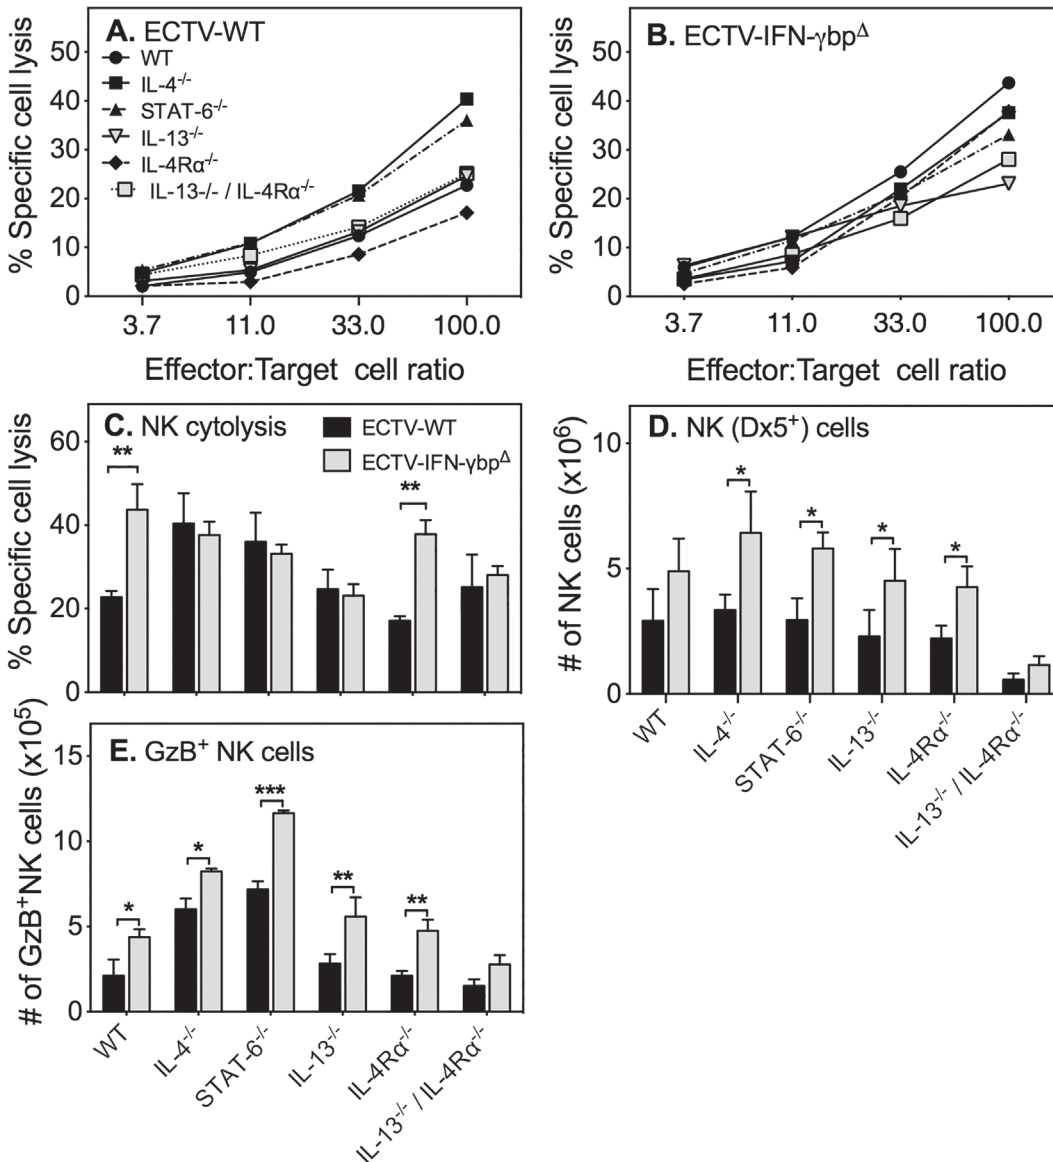 A. ECTV-WT
WT
IL-4-/-
STAT-6-/-
IL-13-/-
IL-4Rα-/-
IL-13-/- / IL-4Rα-/-
% Specific cell lysis
50
40
30
20
10
0
3.7 11.0 33.0 100.0
Effector:Target cell ratio
B. ECTV-IFN-γbpΔ
% Specific cell lysis
50
40
30
20
10
0
3.7 11.0 33.0 100.0
Effector:Target cell ratio
C. NK cytolysis
ECTV-WT
ECTV-IFN-γbpΔ
% Specific cell lysis
60
40
20
0
** **
D. NK (Dx5+) cells
# of NK cells (x10⁶)
10
5
0
* * * *
WT
IL-4-/-
STAT-6-/-
IL-13-/-
IL-4Rα-/-
IL-13-/- / IL-4Rα-/-
E. GzB+ NK cells
# of GzB+NK cells (x10⁵)
15
10
5
0
* * *** ** **
WT
IL-4-/-
STAT-6-/-
IL-13-/-
IL-4Rα-/-
IL-13-/- / IL-4Rα-/-